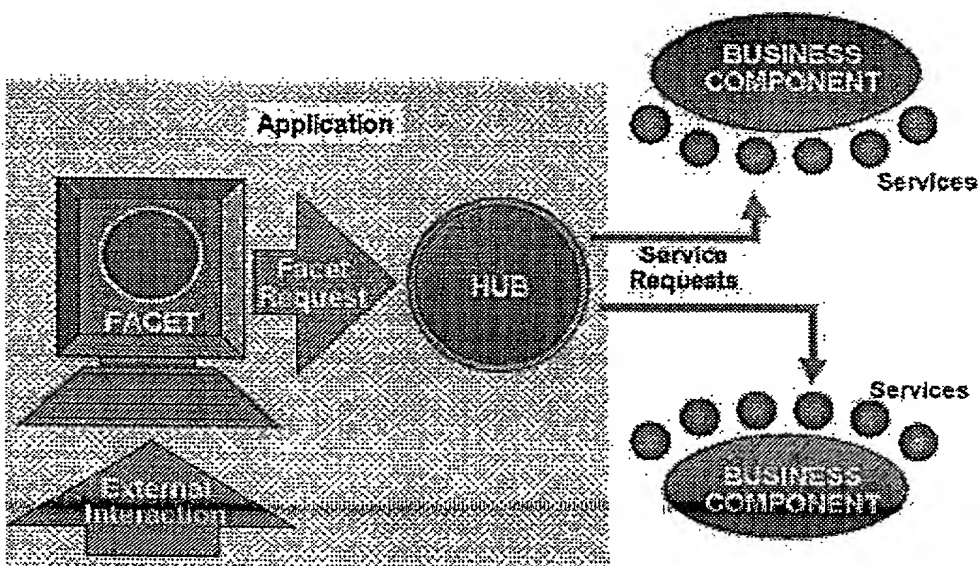 BUSINESS
COMPONENT
Services
Application
Facet
Request
HUB
FACET
Service
Requests
External
Interaction
Services
BUSINESS
COMPONENT